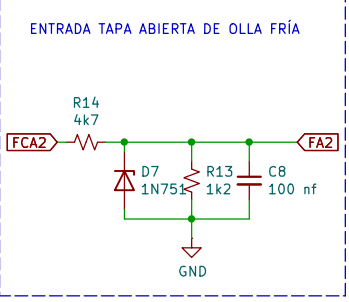 ENTRADA TAPA ABIERTA DE OLLA FRÍA
R14
4k7
FCA2
FA2
D7
1N751
R13
1k2
C8
100 nf
GND